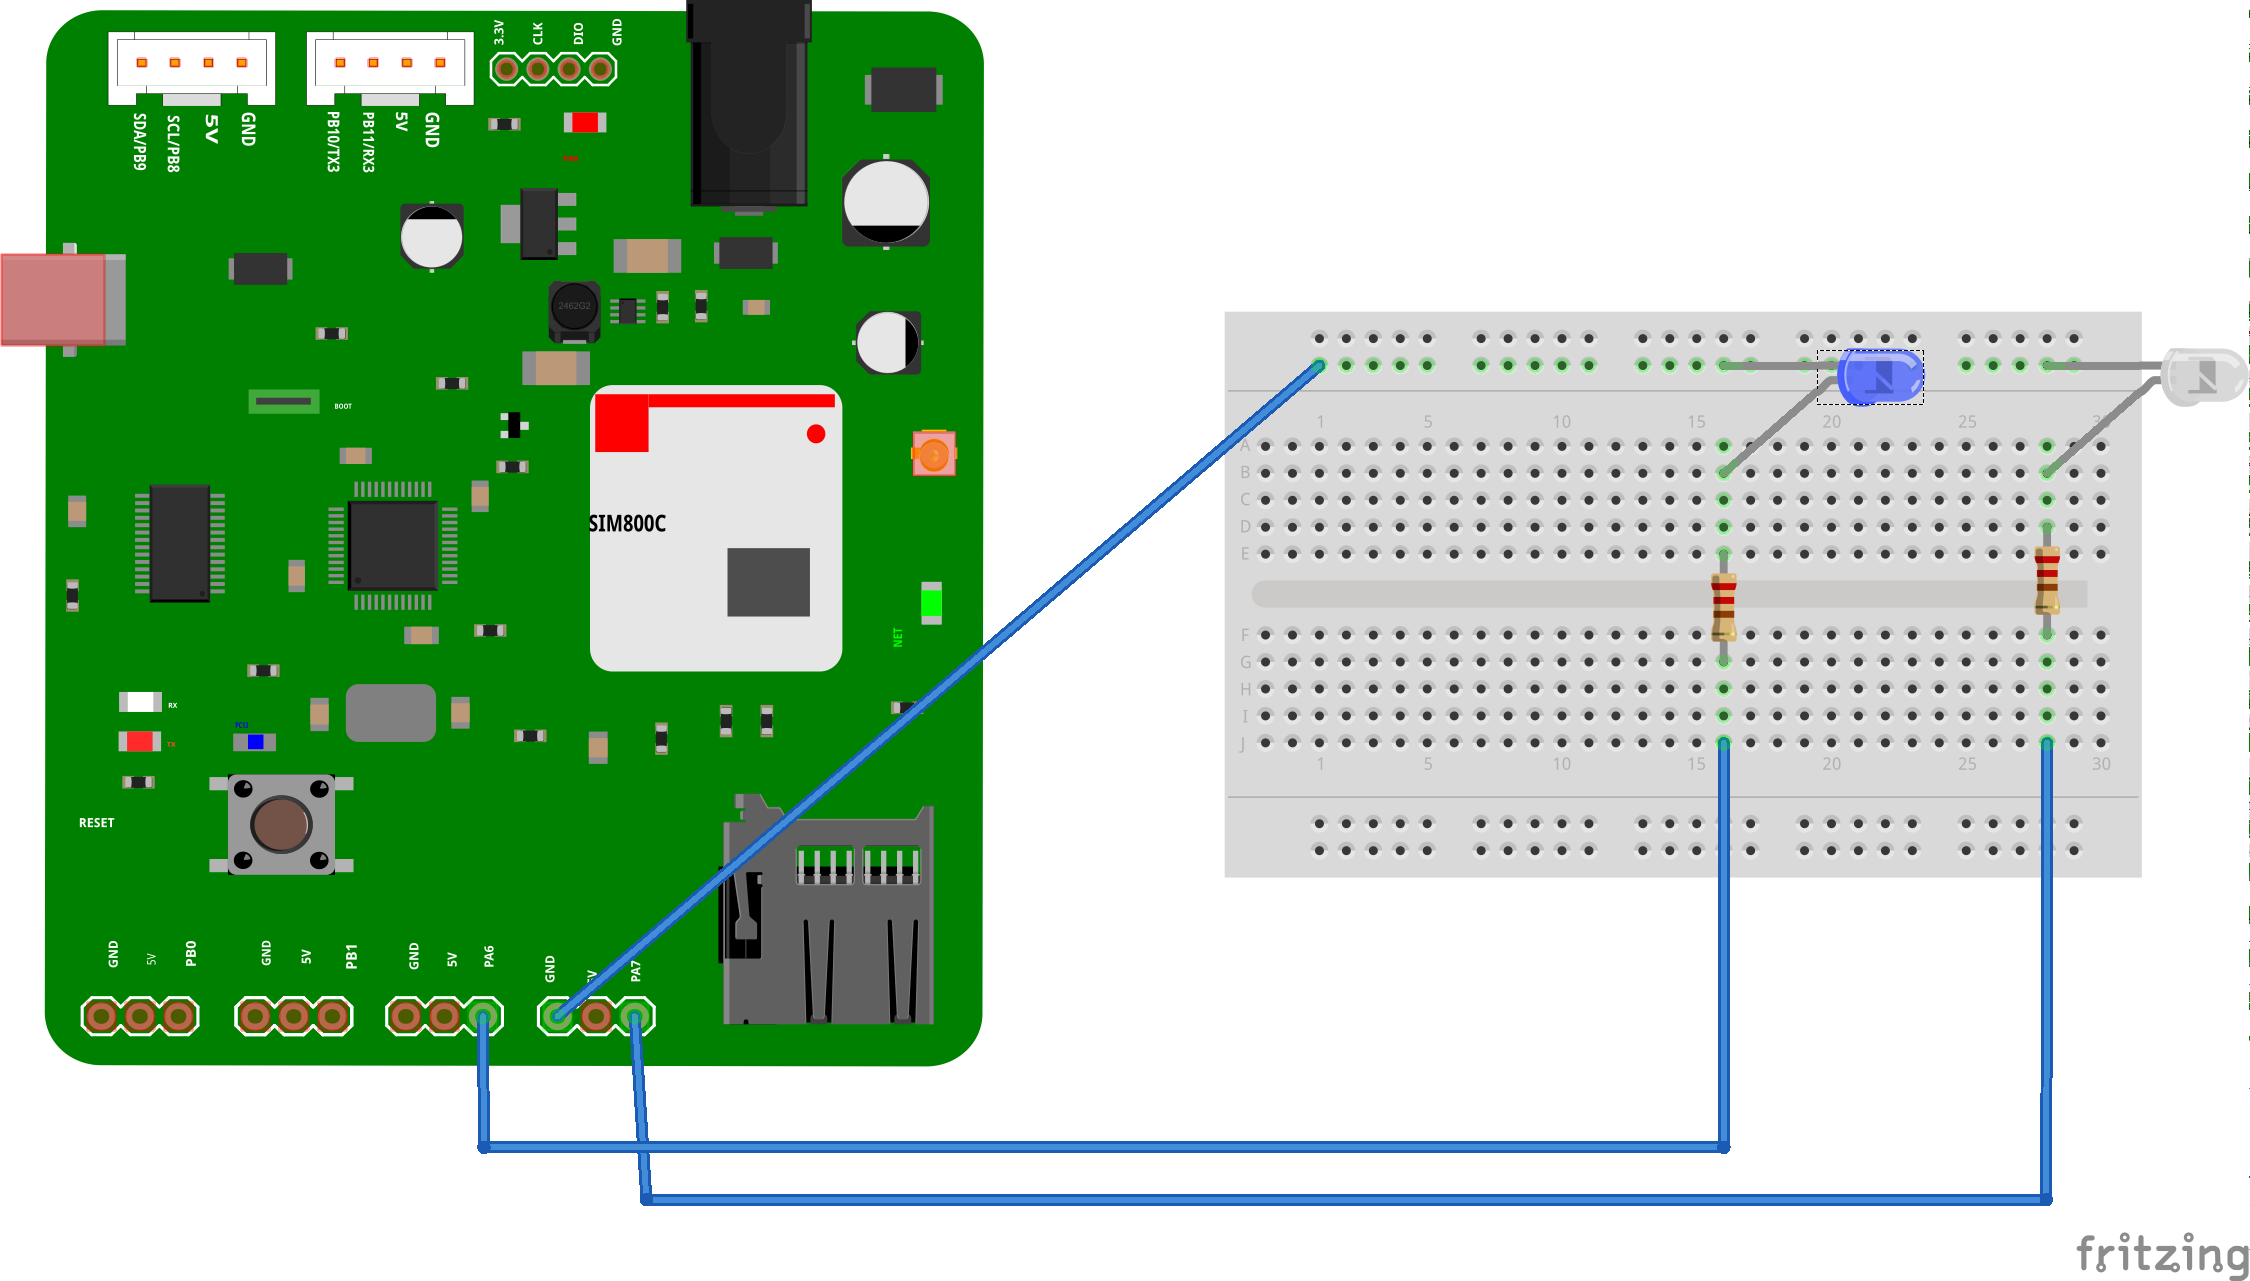 3.3V
CLK
DIO
GND
SDA/PB9
SCL/PB8
5V
GND
PB10/TX3
PB11/RX3
5V
GND
2462G2
BOOT
SIM800C
NET
RX
TX
RESET
GND
5V
PB0
GND
5V
PB1
GND
5V
PA6
GND
PA7
1
5
10
15
20
25
30
A
B
C
D
E
F
G
H
I
J
1
5
10
15
20
25
30
fritzing